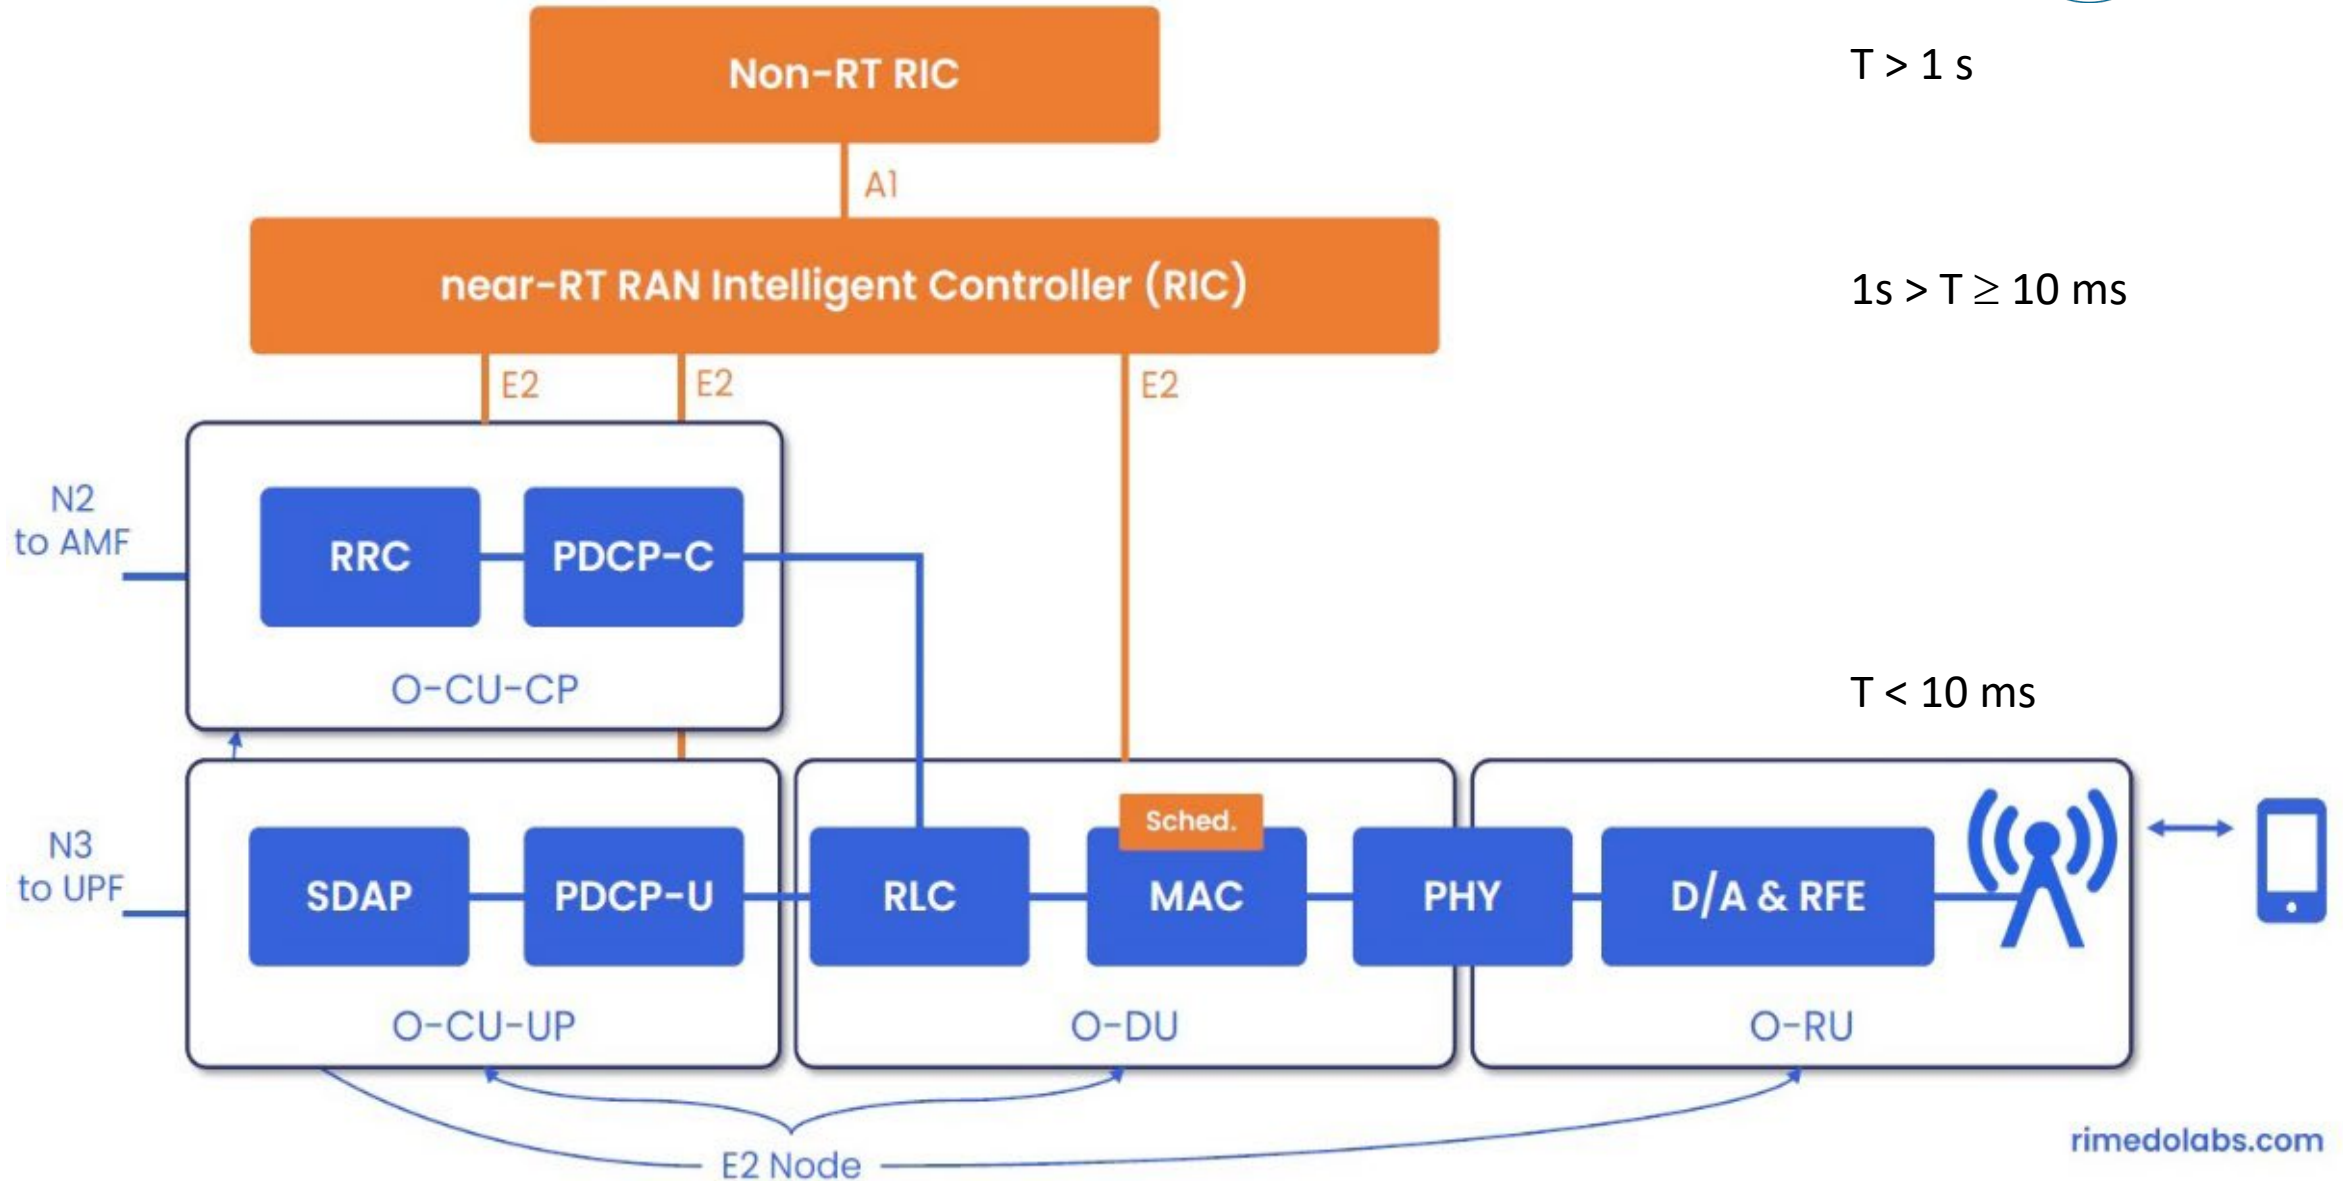 Non-RT RIC
T > 1 s
A1
near-RT RAN Intelligent Controller (RIC)
1s > T ≥ 10 ms
E2
E2
E2
N2
to AMF
RRC
PDCP-C
O-CU-CP
T < 10 ms
N3
to UPF
SDAP
PDCP-U
RLC
Sched.
MAC
PHY
D/A & RFE
O-CU-UP
O-DU
O-RU
E2 Node
rimedolabs.com